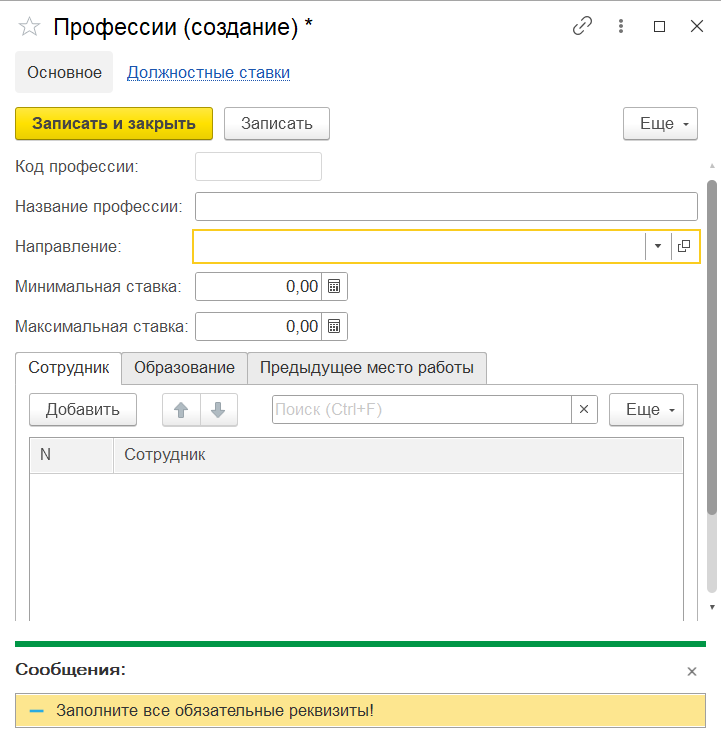 Профессии (создание) *
Основное Должностные ставки
Записать и закрыть Записать Еще
Код профессии:
Название профессии:
Направление:
Минимальная ставка: 0,00
Максимальная ставка: 0,00
Сотрудник Образование Предыдущее место работы
Добавить Поиск (Ctrl+F) × Еще
N Сотрудник
Сообщения:
Заполните все обязательные реквизиты!